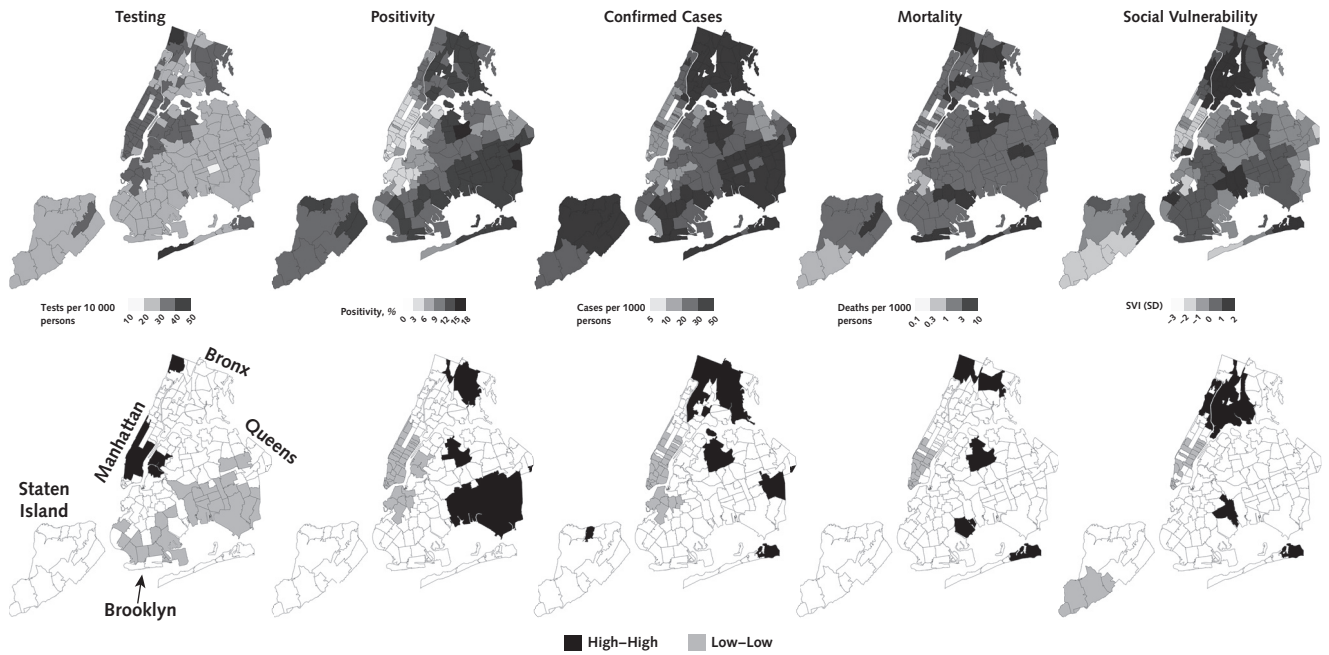 Testing
Positivity
Confirmed Cases
Mortality
Social Vulnerability
Tests per 10 000
persons
10 20 30 40 50
Positivity, %
0 3 6 9 12 15 18
Cases per 1000
persons
5 10 20 30 50
Deaths per 1000
persons
0.1 0.3 1 3 10
SVI (SD)
−3 −2 −1 0 1 2
Bronx
Manhattan
Queens
Staten
Island
Brooklyn
High–High
Low–Low